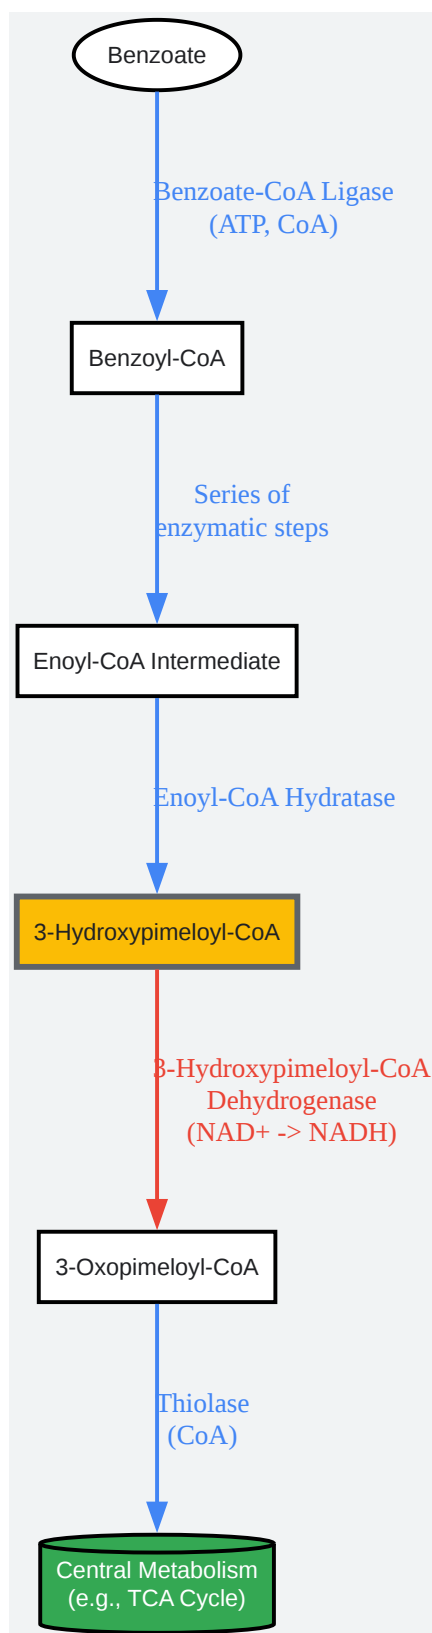 Benzoate
Benzoate-CoA Ligase
(ATP, CoA)
Benzoyl-CoA
Series of
enzymatic steps
Enoyl-CoA Intermediate
Enoyl-CoA Hydratase
3-Hydroxypimeloyl-CoA
3-Hydroxypimeloyl-CoA
Dehydrogenase
(NAD+ -> NADH)
3-Oxopimeloyl-CoA
Thiolase
(CoA)
Central Metabolism
(e.g., TCA Cycle)